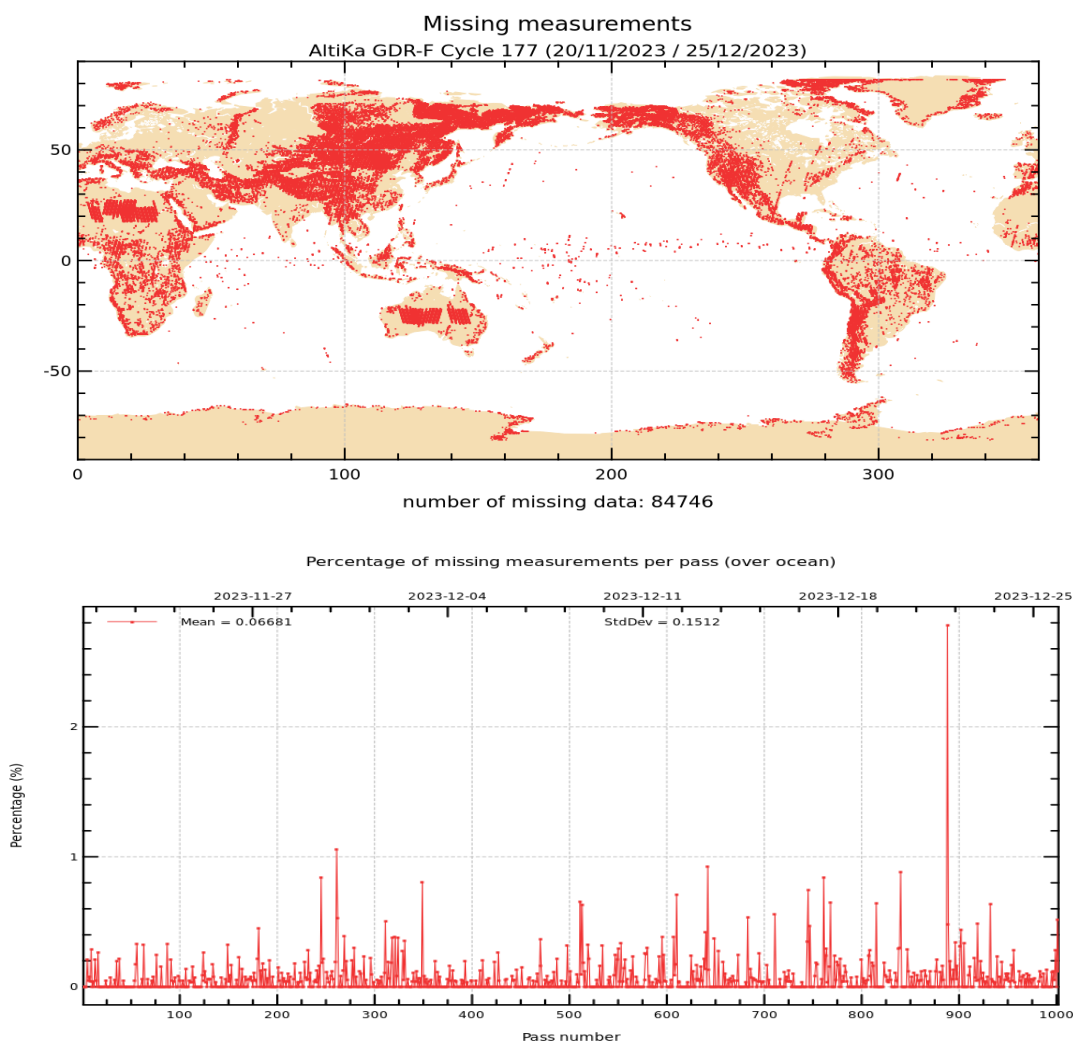 Missing measurements
AltiKa GDR-F Cycle 177 (20/11/2023 / 25/12/2023)
50
0
-50
0 100 200 300
number of missing data: 84746
Percentage of missing measurements per pass (over ocean)
2023-11-27 2023-12-04 2023-12-11 2023-12-18 2023-12-25
Mean = 0.06681 StdDev = 0.1512
2
1
0
Percentage (%)
100 200 300 400 500 600 700 800 900 1000
Pass number